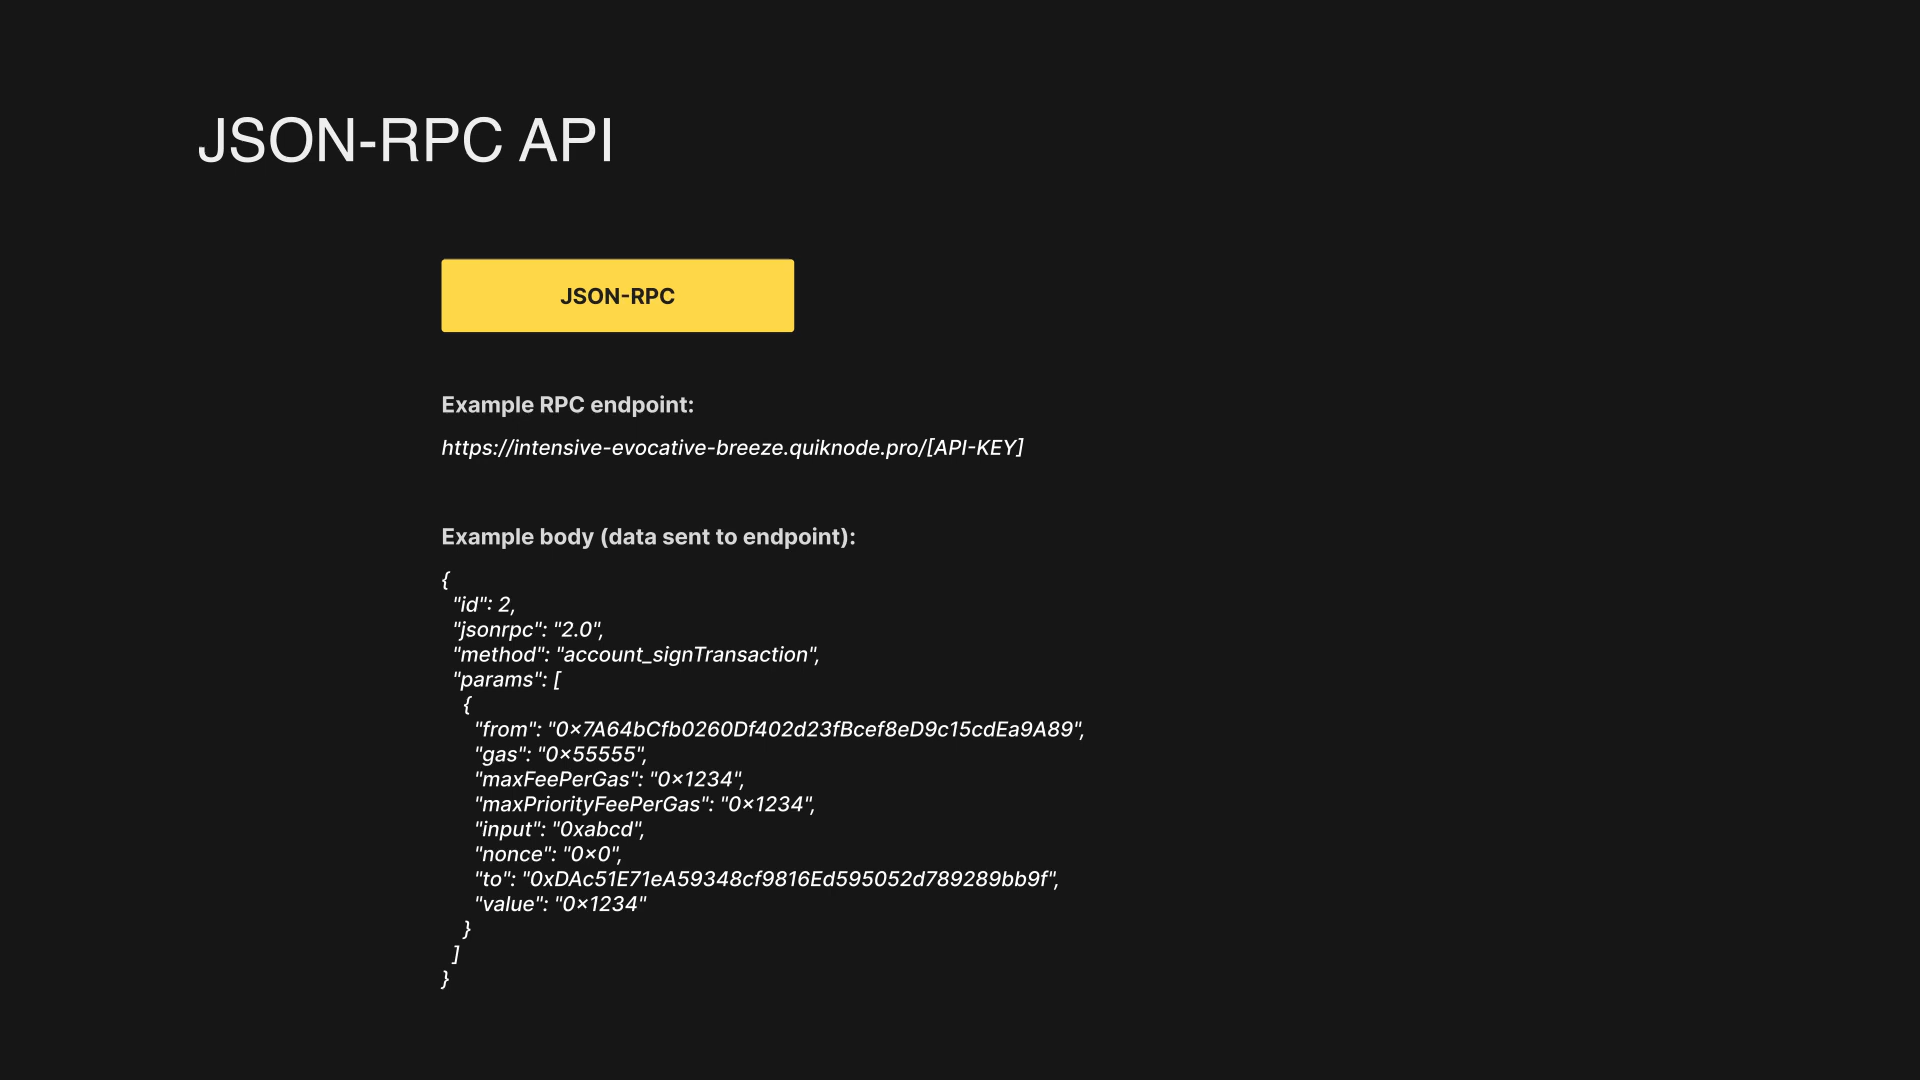 JSON-RPC API
JSON-RPC
Example RPC endpoint:
https://intensive-evocative-breeze.quiknode.pro/[API-KEY]
Example body (data sent to endpoint):
{
"id": 2,
"jsonrpc": "2.0",
"method": "account_signTransaction",
"params": [
{
"from": "0x7A64bCfb0260Df402d23fBcef8eD9c15cdEa9A89",
"gas": "0x55555",
"maxFeePerGas": "0x1234",
"maxPriorityFeePerGas": "0x1234",
"input": "0xabcd",
"nonce": "0x0",
"to": "0xDAc51E71eA59348cf9816Ed595052d789289bb9f",
"value": "0x1234"
}
]
}